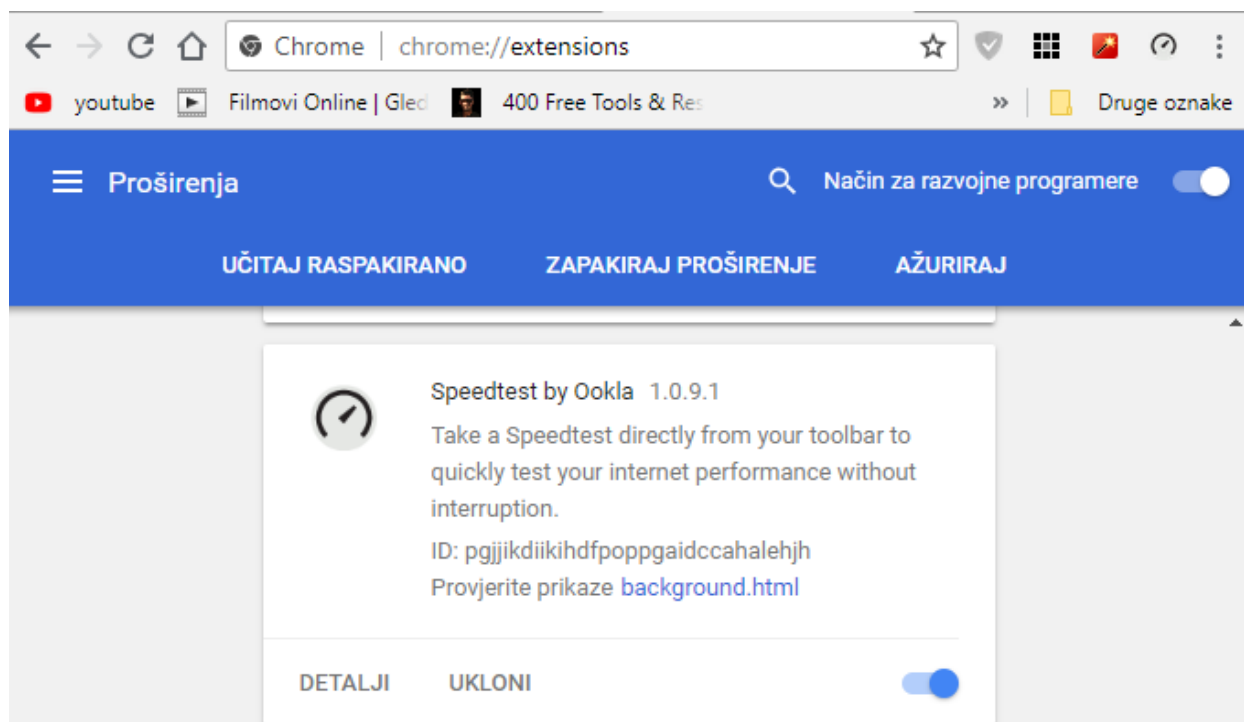 Chrome chrome://extensions
youtube Filmovi Online | Gled 400 Free Tools & Res » Druge oznake
Proširenja Način za razvojne programere
UČITAJ RASPAKIRANO ZAPAKIRAJ PROŠIRENJE AŽURIRAJ
Speedtest by Ookla 1.0.9.1
Take a Speedtest directly from your toolbar to
quickly test your internet performance without
interruption.
ID: pgjjikdiikihdfpoppgaidccahalehjh
Provjerite prikaze background.html
DETALJI UKLONI